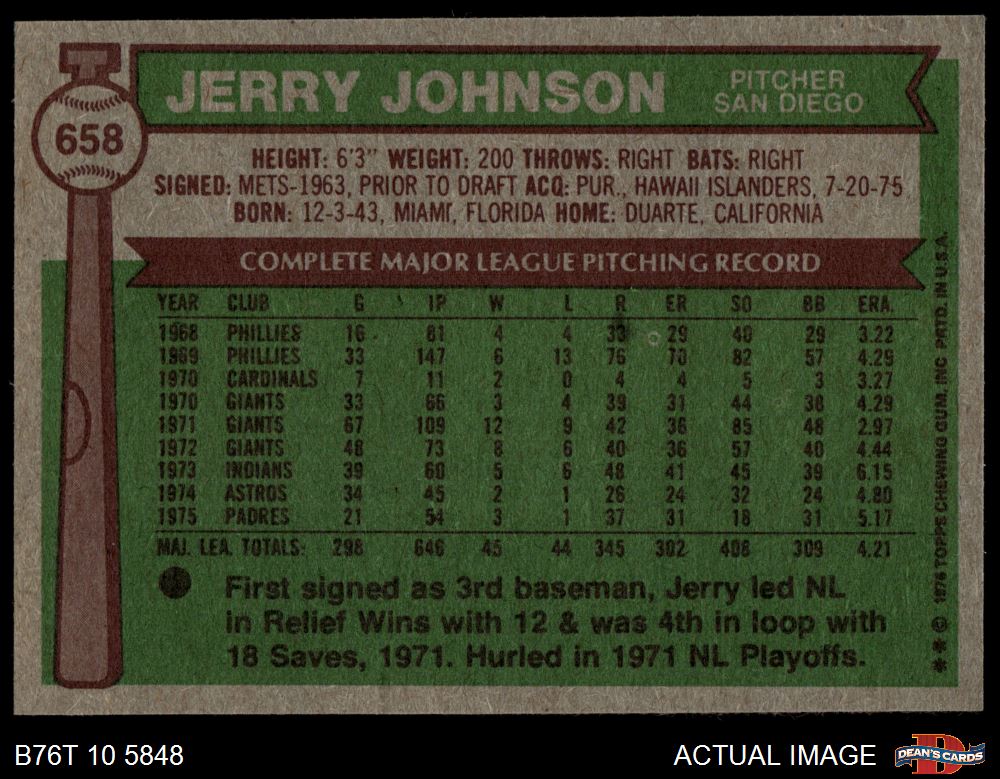 JERRY JOHNSON
PITCHER
SAN DIEGO
658
HEIGHT: 6'3" WEIGHT: 200 THROWS: RIGHT BATS: RIGHT
SIGNED: METS-1963, PRIOR TO DRAFT ACQ: PUR., HAWAII ISLANDERS, 7-20-75
BORN: 12-3-43, MIAMI, FLORIDA HOME: DUARTE, CALIFORNIA
COMPLETE MAJOR LEAGUE PITCHING RECORD
YEAR CLUB G IP W L R ER SO BB ERA.
1968 PHILLIES 16 81 4 4 33 29 40 29 3.22
1969 PHILLIES 33 147 6 13 76 70 82 57 4.29
1970 CARDINALS 7 11 2 0 4 4 5 3 3.27
1970 GIANTS 33 66 3 4 39 31 44 38 4.29
1971 GIANTS 67 109 12 9 42 36 85 48 2.97
1972 GIANTS 48 73 8 6 40 36 57 40 4.44
1973 INDIANS 39 60 5 6 48 41 45 39 6.15
1974 ASTROS 34 45 2 1 26 24 32 24 4.80
1975 PADRES 21 54 3 1 37 31 18 31 5.17
MAJ. LEA. TOTALS: 298 646 45 44 345 302 408 309 4.21
First signed as 3rd baseman, Jerry led NL
in Relief Wins with 12 & was 4th in loop with
18 Saves, 1971. Hurled in 1971 NL Playoffs.
** © 1976 TOPPS CHEWING GUM, INC. PRTD. IN U.S.A.
B76T 10 5848
ACTUAL IMAGE
DEAN'S CARDS